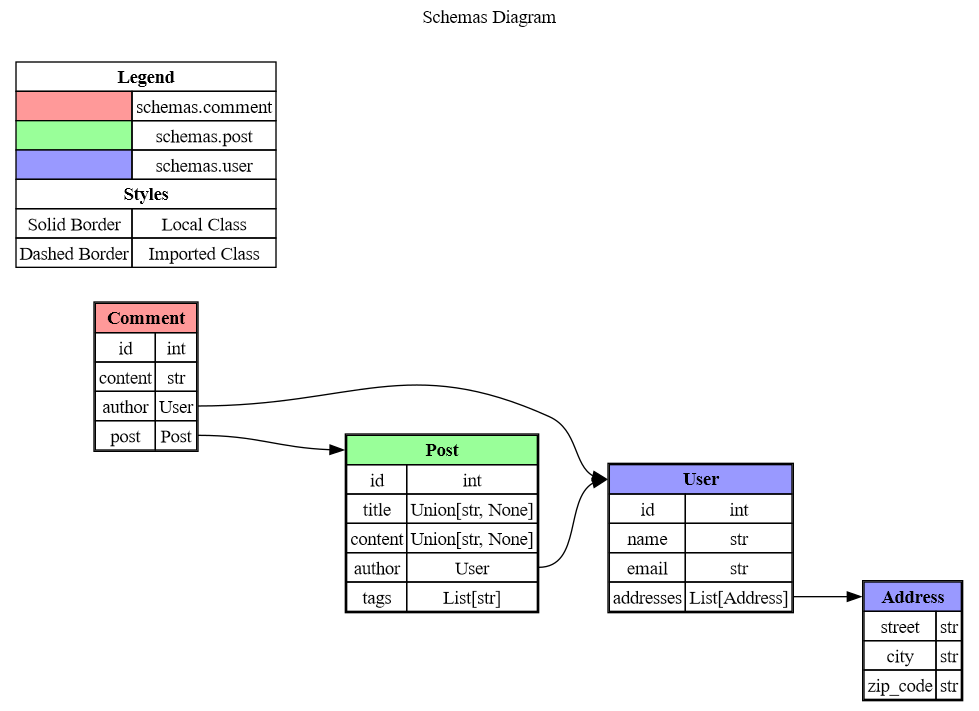 Schemas Diagram
Legend
schemas.comment
schemas.post
schemas.user
Styles
Solid Border Local Class
Dashed Border Imported Class
Comment
id int
content str
author User
post Post
Post
id int
title Union[str, None]
content Union[str, None]
author User
tags List[str]
User
id int
name str
email str
addresses List[Address]
Address
street str
city str
zip_code str